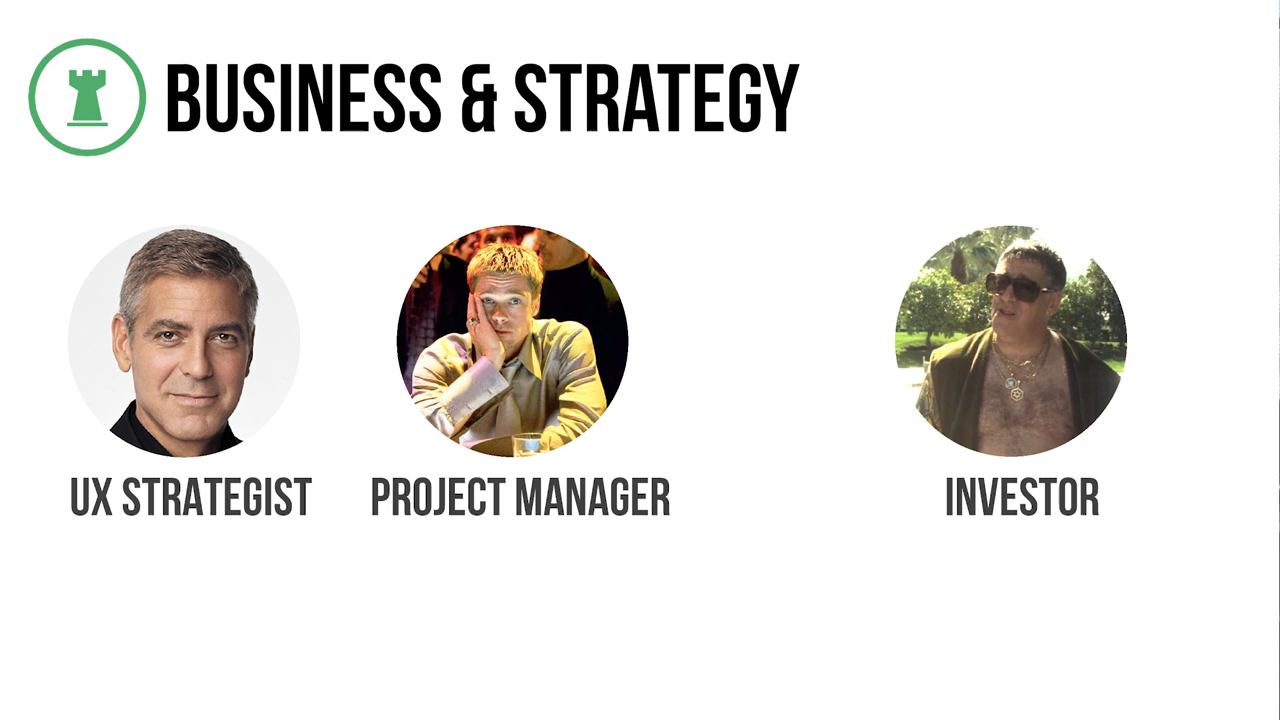 BUSINESS & STRATEGY
UX STRATEGIST
PROJECT MANAGER
INVESTOR